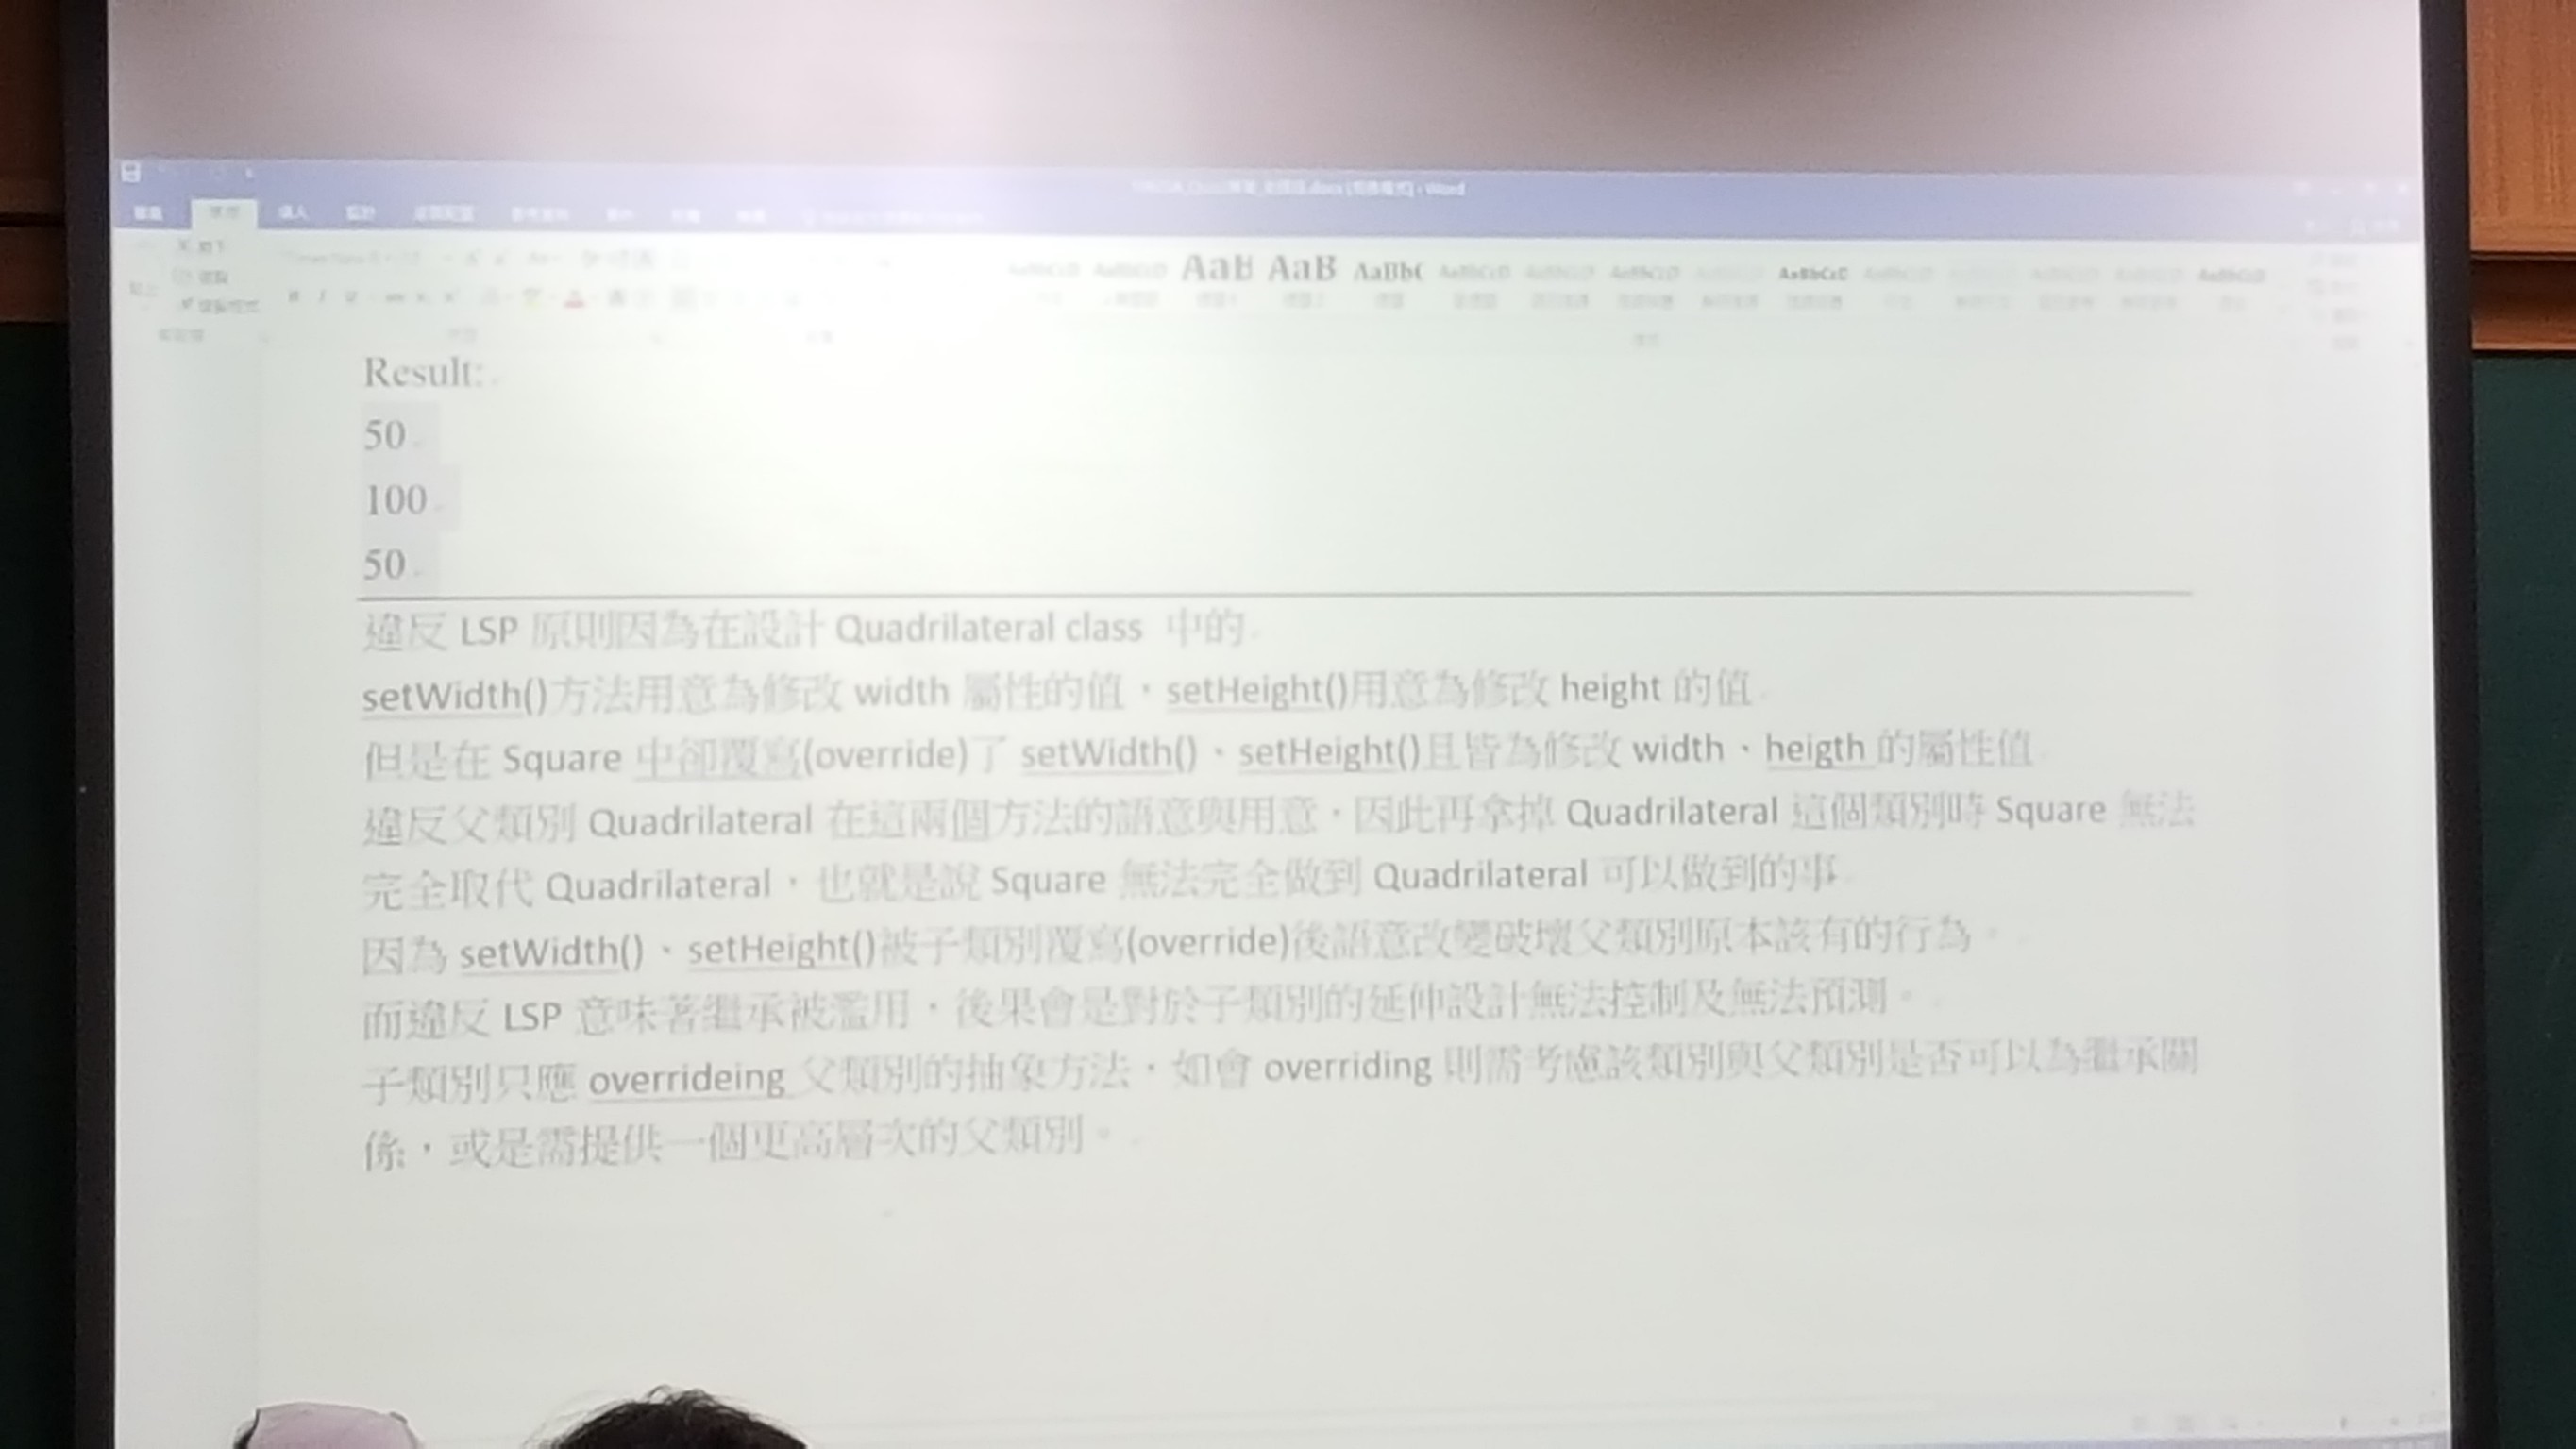 Word
AaB AaB AaBb( AaBbCcD
Result:
50
100
50
違反 LSP 原則因為在設計 Quadrilateral class 中的
setWidth()方法用意為修改 width 屬性的值,setHeight()用意為修改 height 的值
但是在 Square 中卻覆寫(override)了 setWidth()、setHeight()且皆為修改 width、heigth 的屬性值
違反父類別 Quadrilateral 在這兩個方法的語意與用意,因此再拿掉 Quadrilateral 這個類別時 Square 無法
完全取代 Quadrilateral,也就是說 Square 無法完全做到 Quadrilateral 可以做到的事
因為 setWidth()、setHeight()被子類別覆寫(override)後語意改變破壞父類別原本該有的行為。
而違反 LSP 意味著繼承被濫用,後果會是對於子類別的延伸設計無法控制及無法預測。
子類別只應 overrideing 父類別的抽象方法,如會 overriding 則需考慮該類別與父類別是否可以為繼承關
係,或是需提供一個更高層次的父類別。